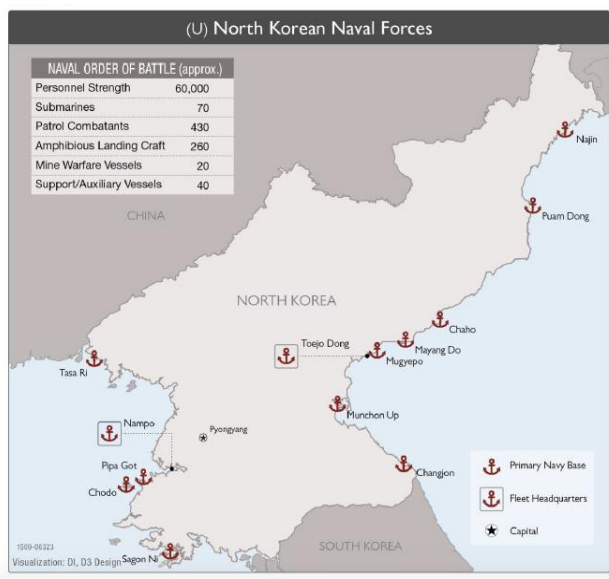 (U) North Korean Naval Forces
NAVAL ORDER OF BATTLE (approx.)
Personnel Strength 60,000
Submarines 70
Patrol Combatants 430
Amphibious Landing Craft 260
Mine Warfare Vessels 20
Support/Auxiliary Vessels 40
Najin
CHINA
Puam Dong
NORTH KOREA
Chaho
Toejo Dong
Mayang Do
Mugyepo
Tasa Ri
Munchon Up
Nampo
Pyongyang
Pipa Got
Changjon
Primary Navy Base
Chodo
Fleet Headquarters
Capital
1509-06323
SOUTH KOREA
Visualization: DI, D3 Design
Sagon Ni